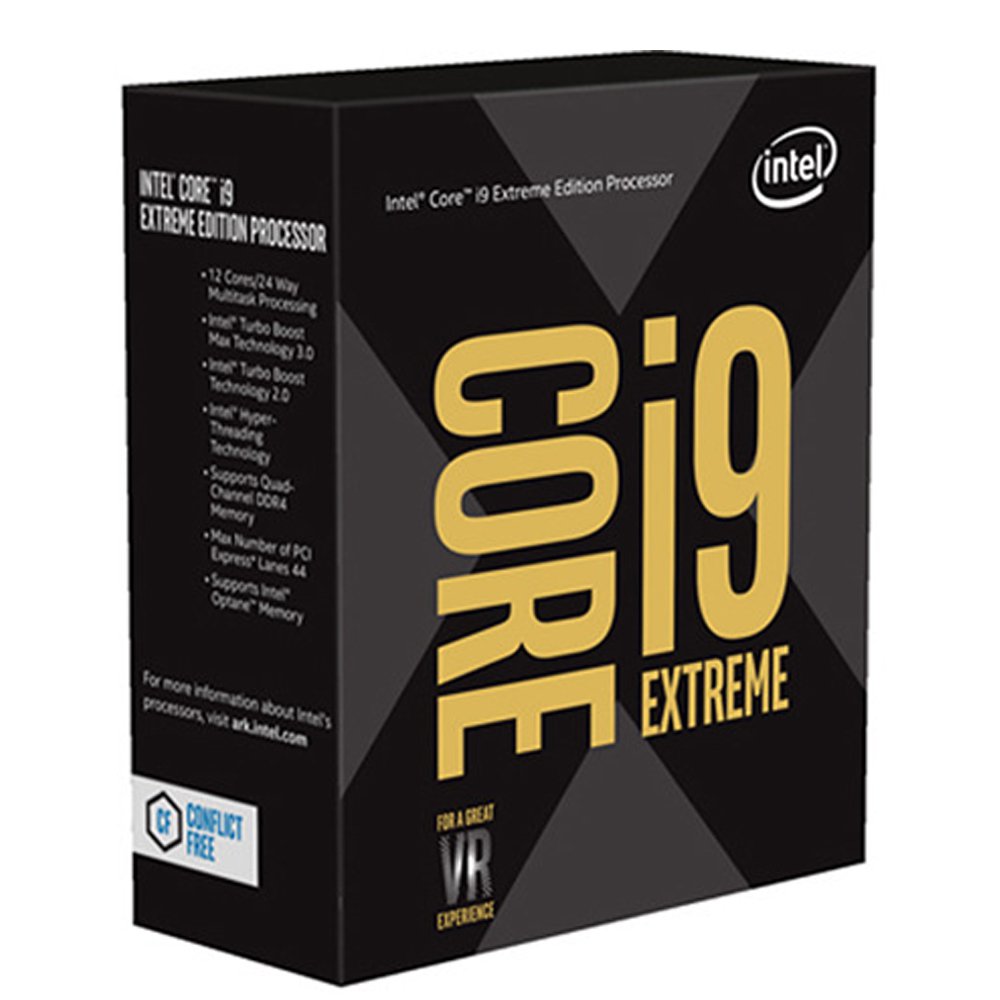 INTEL® CORE™ i9
EXTREME EDITION PROCESSOR
• 12 Cores/24 Way
Multitask Processing
• Intel® Turbo Boost
Max Technology 3.0
• Intel® Turbo Boost
Technology 2.0
• Intel® Hyper-
Threading
Technology
• Supports Quad-
Channel DDR4
Memory
• Max Number of PCI
Express® Lanes 44
• Supports Intel®
Optane™ Memory
For more information about Intel's
processors, visit ark.intel.com
CF CONFLICT
FREE
Intel® Core™ i9 Extreme Edition Processor
intel
CORE
i9
EXTREME
FOR A GREAT
VR
EXPERIENCE